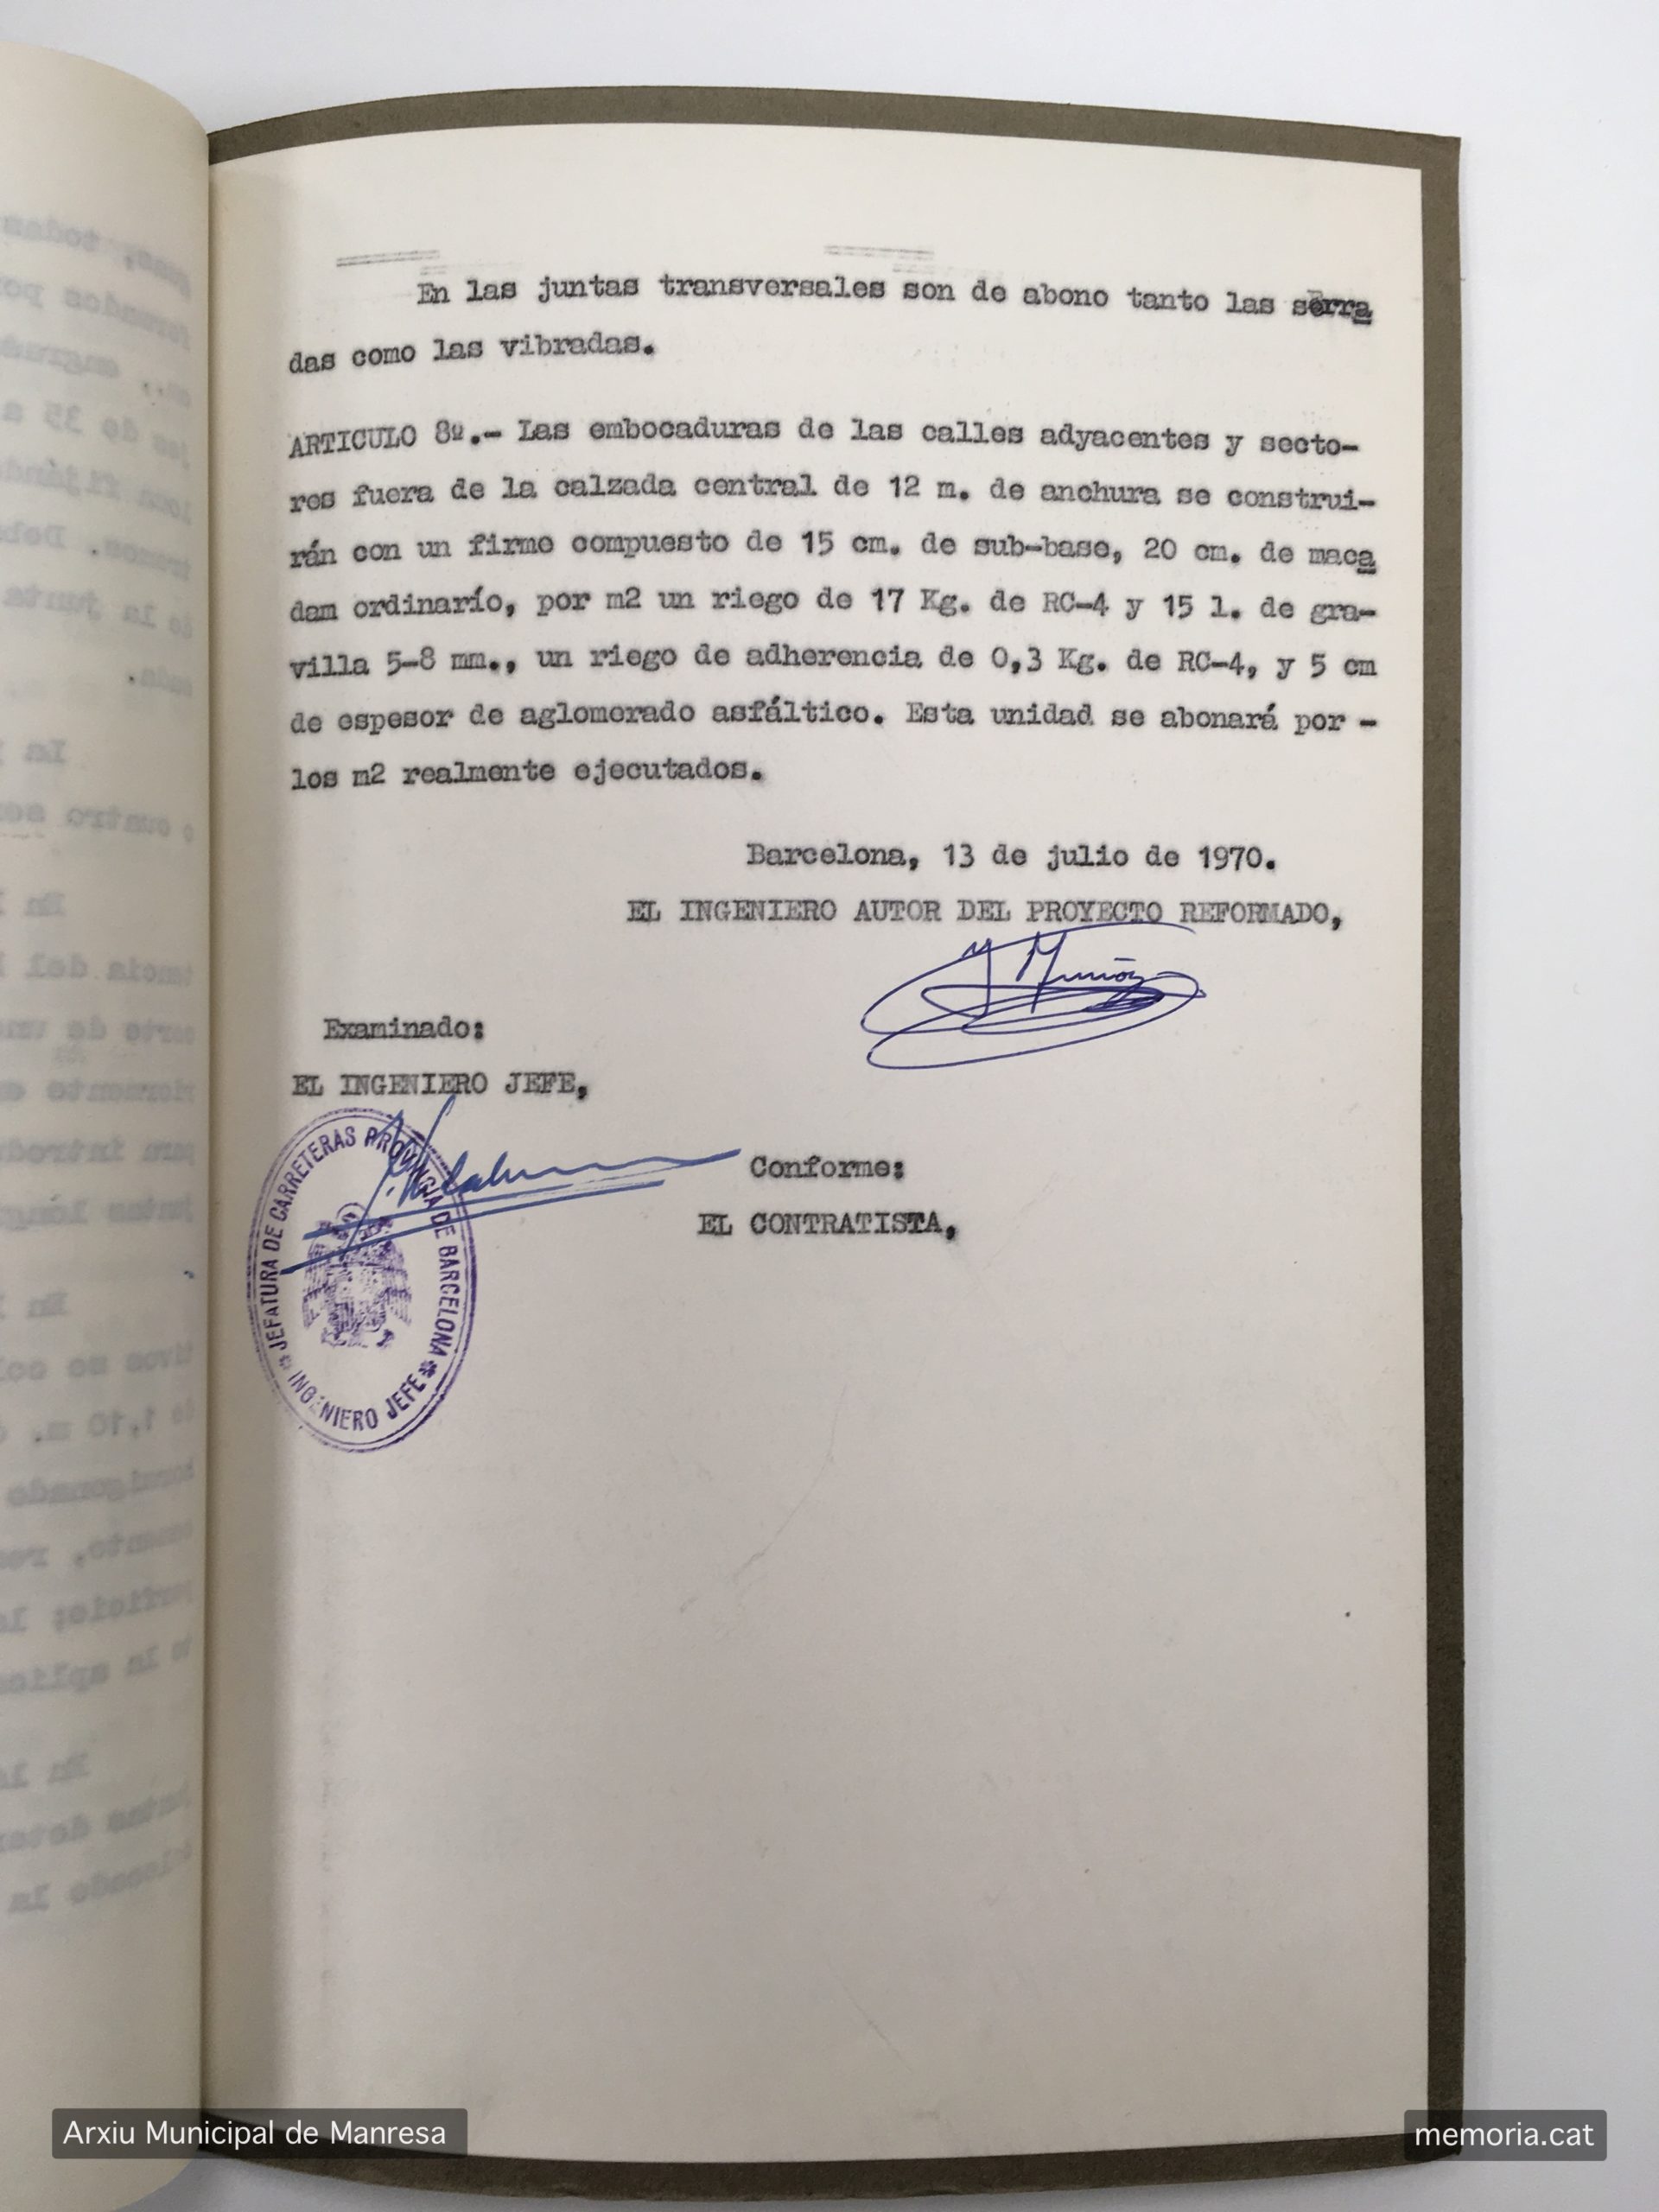 En las juntas transversales son de abono tanto las serra
das como las vibradas.
ARTICULO 8º.- Las embocaduras de las calles adyacentes y secto-
res fuera de la calzada central de 12 m. de anchura se construi-
rán con un firme compuesto de 15 cm. de sub-base, 20 cm. de maca
dam ordinarío, por m2 un riego de 17 Kg. de RC-4 y 15 l. de gra-
villa 5-8 mm., un riego de adherencia de 0,3 Kg. de RC-4, y 5 cm
de espesor de aglomerado asfáltico. Esta unidad se abonará por -
los m2 realmente ejecutados.
Barcelona, 13 de julio de 1970.
EL INGENIERO AUTOR DEL PROYECTO REFORMADO,
Muñoz
Examinado:
EL INGENIERO JEFE,
JEFATURA DE CARRETERAS PROVINCIA DE BARCELONA
INGENIERO JEFE
Conforme:
EL CONTRATISTA,
Arxiu Municipal de Manresa
memoria.cat